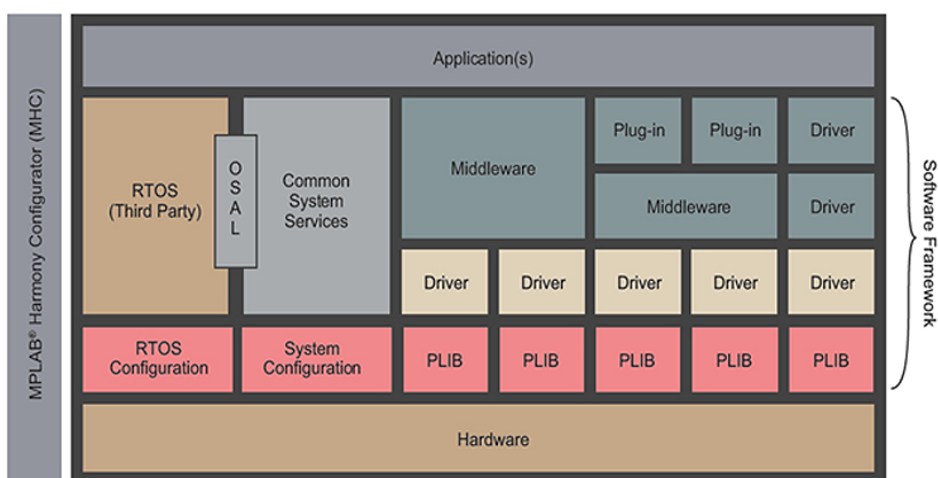 MPLAB® Harmony Configurator (MHC)
Application(s)
RTOS
(Third Party)
O
S
A
L
Common
System
Services
Middleware
Plug-in
Plug-in
Driver
Middleware
Driver
Driver
Driver
Driver
Driver
Driver
RTOS
Configuration
System
Configuration
PLIB
PLIB
PLIB
PLIB
PLIB
Hardware
Software Framework